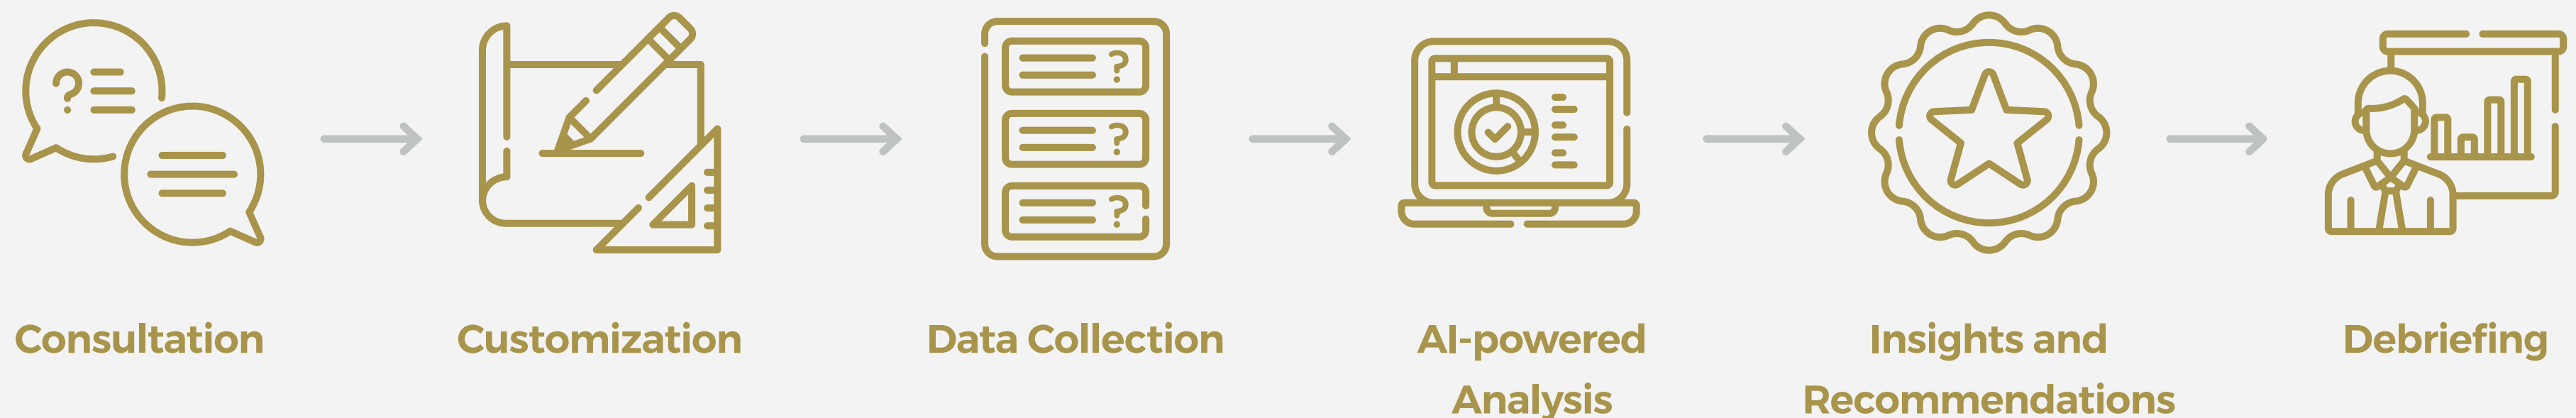 ? 
?
?
?
Consultation
Customization
Data Collection
AI-powered
Analysis
Insights and
Recommendations
Debriefing